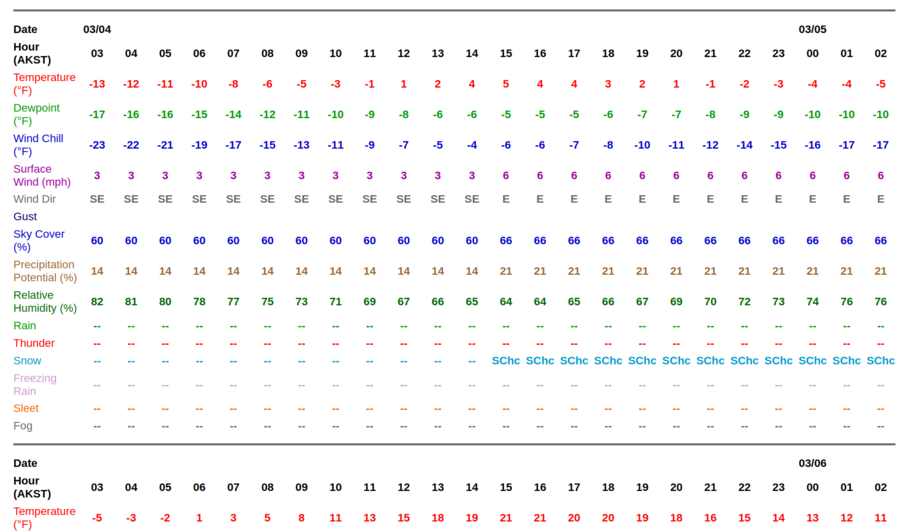 Date 03/04 03/05
Hour (AKST) 03 04 05 06 07 08 09 10 11 12 13 14 15 16 17 18 19 20 21 22 23 00 01 02
Temperature (°F) -13 -12 -11 -10 -8 -6 -5 -3 -1 1 2 4 5 4 4 3 2 1 -1 -2 -3 -4 -4 -5
Dewpoint (°F) -17 -16 -16 -15 -14 -12 -11 -10 -9 -8 -6 -6 -5 -5 -5 -6 -7 -7 -8 -9 -9 -10 -10 -10
Wind Chill (°F) -23 -22 -21 -19 -17 -15 -13 -11 -9 -7 -5 -4 -6 -6 -7 -8 -10 -11 -12 -14 -15 -16 -17 -17
Surface Wind (mph) 3 3 3 3 3 3 3 3 3 3 3 3 6 6 6 6 6 6 6 6 6 6 6 6
Wind Dir SE SE SE SE SE SE SE SE SE SE SE SE E E E E E E E E E E E E
Gust
Sky Cover (%) 60 60 60 60 60 60 60 60 60 60 60 60 66 66 66 66 66 66 66 66 66 66 66 66
Precipitation Potential (%) 14 14 14 14 14 14 14 14 14 14 14 14 21 21 21 21 21 21 21 21 21 21 21 21
Relative Humidity (%) 82 81 80 78 77 75 73 71 69 67 66 65 64 64 65 66 67 69 70 72 73 74 76 76
Rain -- -- -- -- -- -- -- -- -- -- -- -- -- -- -- -- -- -- -- -- -- -- -- --
Thunder -- -- -- -- -- -- -- -- -- -- -- -- -- -- -- -- -- -- -- -- -- -- -- --
Snow -- -- -- -- -- -- -- -- -- -- -- -- SChc SChc SChc SChc SChc SChc SChc SChc SChc SChc SChc SChc
Freezing Rain -- -- -- -- -- -- -- -- -- -- -- -- -- -- -- -- -- -- -- -- -- -- -- --
Sleet -- -- -- -- -- -- -- -- -- -- -- -- -- -- -- -- -- -- -- -- -- -- -- --
Fog -- -- -- -- -- -- -- -- -- -- -- -- -- -- -- -- -- -- -- -- -- -- -- --
Date 03/06
Hour (AKST) 03 04 05 06 07 08 09 10 11 12 13 14 15 16 17 18 19 20 21 22 23 00 01 02
Temperature (°F) -5 -3 -2 1 3 5 8 11 13 15 18 19 21 21 20 20 19 18 16 15 14 13 12 11